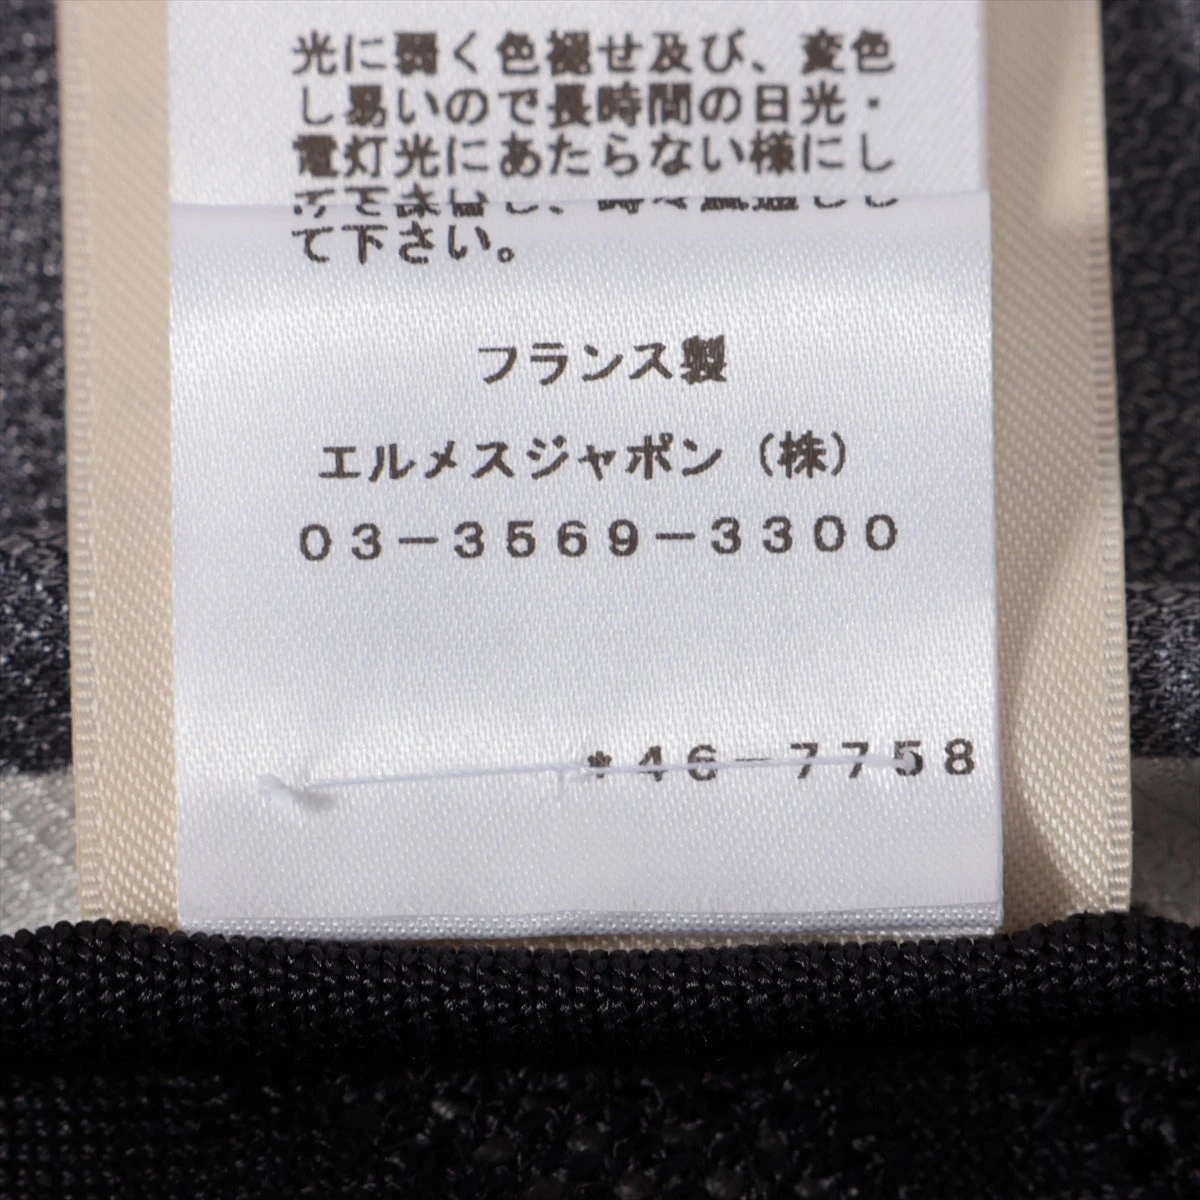 光に弱く色褪せ及び、変色
し易いので長時間の日光・
電灯光にあたらない様にし
て下さい。
フランス製
エルメスジャポン（株）
03－3569－3300
*46－7758